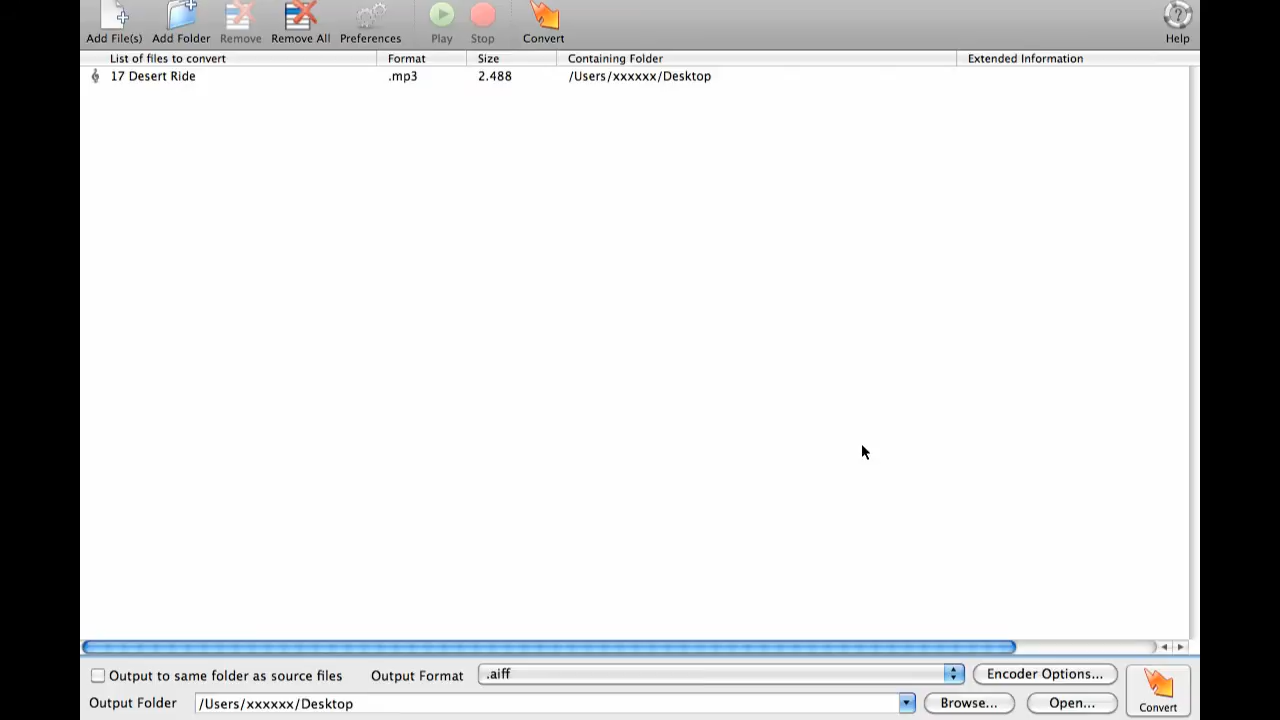 Add File(s) Add Folder Remove Remove All Preferences Play Stop Convert Help
List of files to convert Format Size Containing Folder Extended Information
17 Desert Ride .mp3 2.488 /Users/xxxxxx/Desktop
Output to same folder as source files Output Format .aiff Encoder Options...
Output Folder /Users/xxxxxx/Desktop Browse... Open... Convert